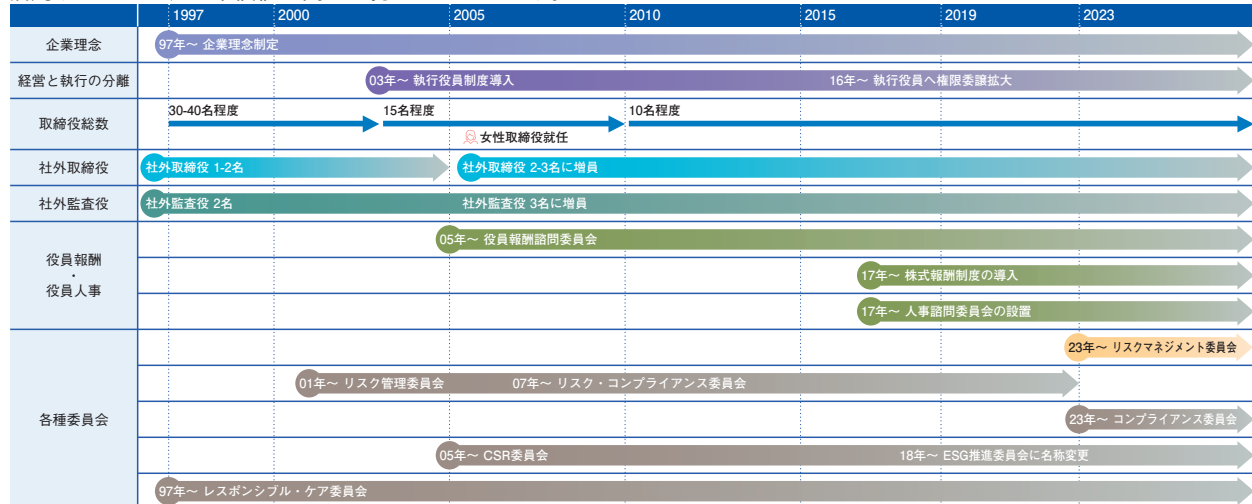 1997 2000 2005 2010 2015 2019 2023
企業理念
97年～ 企業理念制定
経営と執行の分離
03年～ 執行役員制度導入
16年～ 執行役員へ権限委譲拡大
取締役総数
30-40名程度
15名程度
10名程度
女性取締役就任
社外取締役
社外取締役 1-2名
社外取締役 2-3名に増員
社外監査役
社外監査役 2名
社外監査役 3名に増員
役員報酬
・
役員人事
05年～ 役員報酬諮問委員会
17年～ 株式報酬制度の導入
17年～ 人事諮問委員会の設置
各種委員会
23年～ リスクマネジメント委員会
01年～ リスク管理委員会
07年～ リスク・コンプライアンス委員会
23年～ コンプライアンス委員会
05年～ CSR委員会
18年～ ESG推進委員会に名称変更
97年～ レスポンシブル・ケア委員会